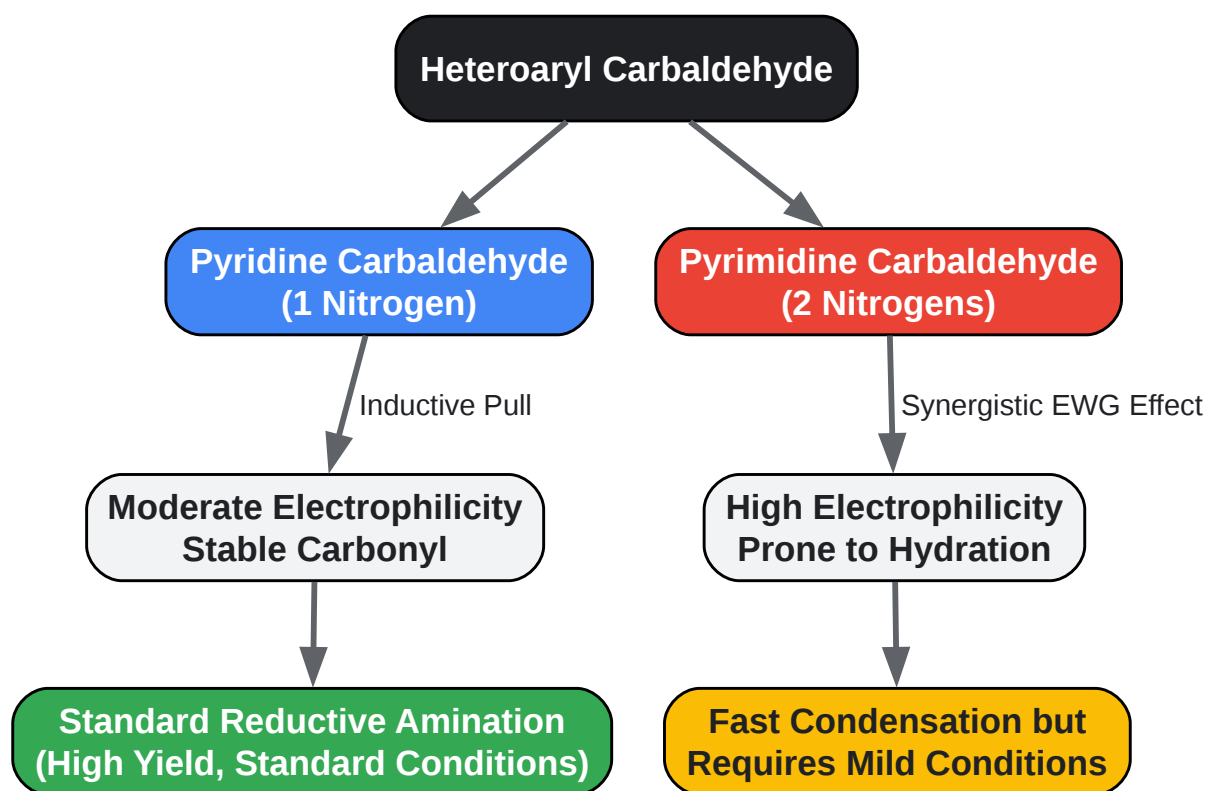 Heteroaryl Carbaldehyde
Pyridine Carbaldehyde
(1 Nitrogen)
Pyrimidine Carbaldehyde
(2 Nitrogens)
Inductive Pull
Synergistic EWG Effect
Moderate Electrophilicity
Stable Carbonyl
High Electrophilicity
Prone to Hydration
Standard Reductive Amination
(High Yield, Standard Conditions)
Fast Condensation but
Requires Mild Conditions